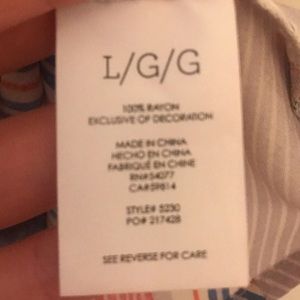 L/G/G
100% RAYON
EXCLUSIVE OF DECORATION
MADE IN CHINA
HECHO EN CHINA
FABRIQUÉ EN CHINE
RN#54077
CA#59814
STYLE# 5250
PO# 217428
SEE REVERSE FOR CARE